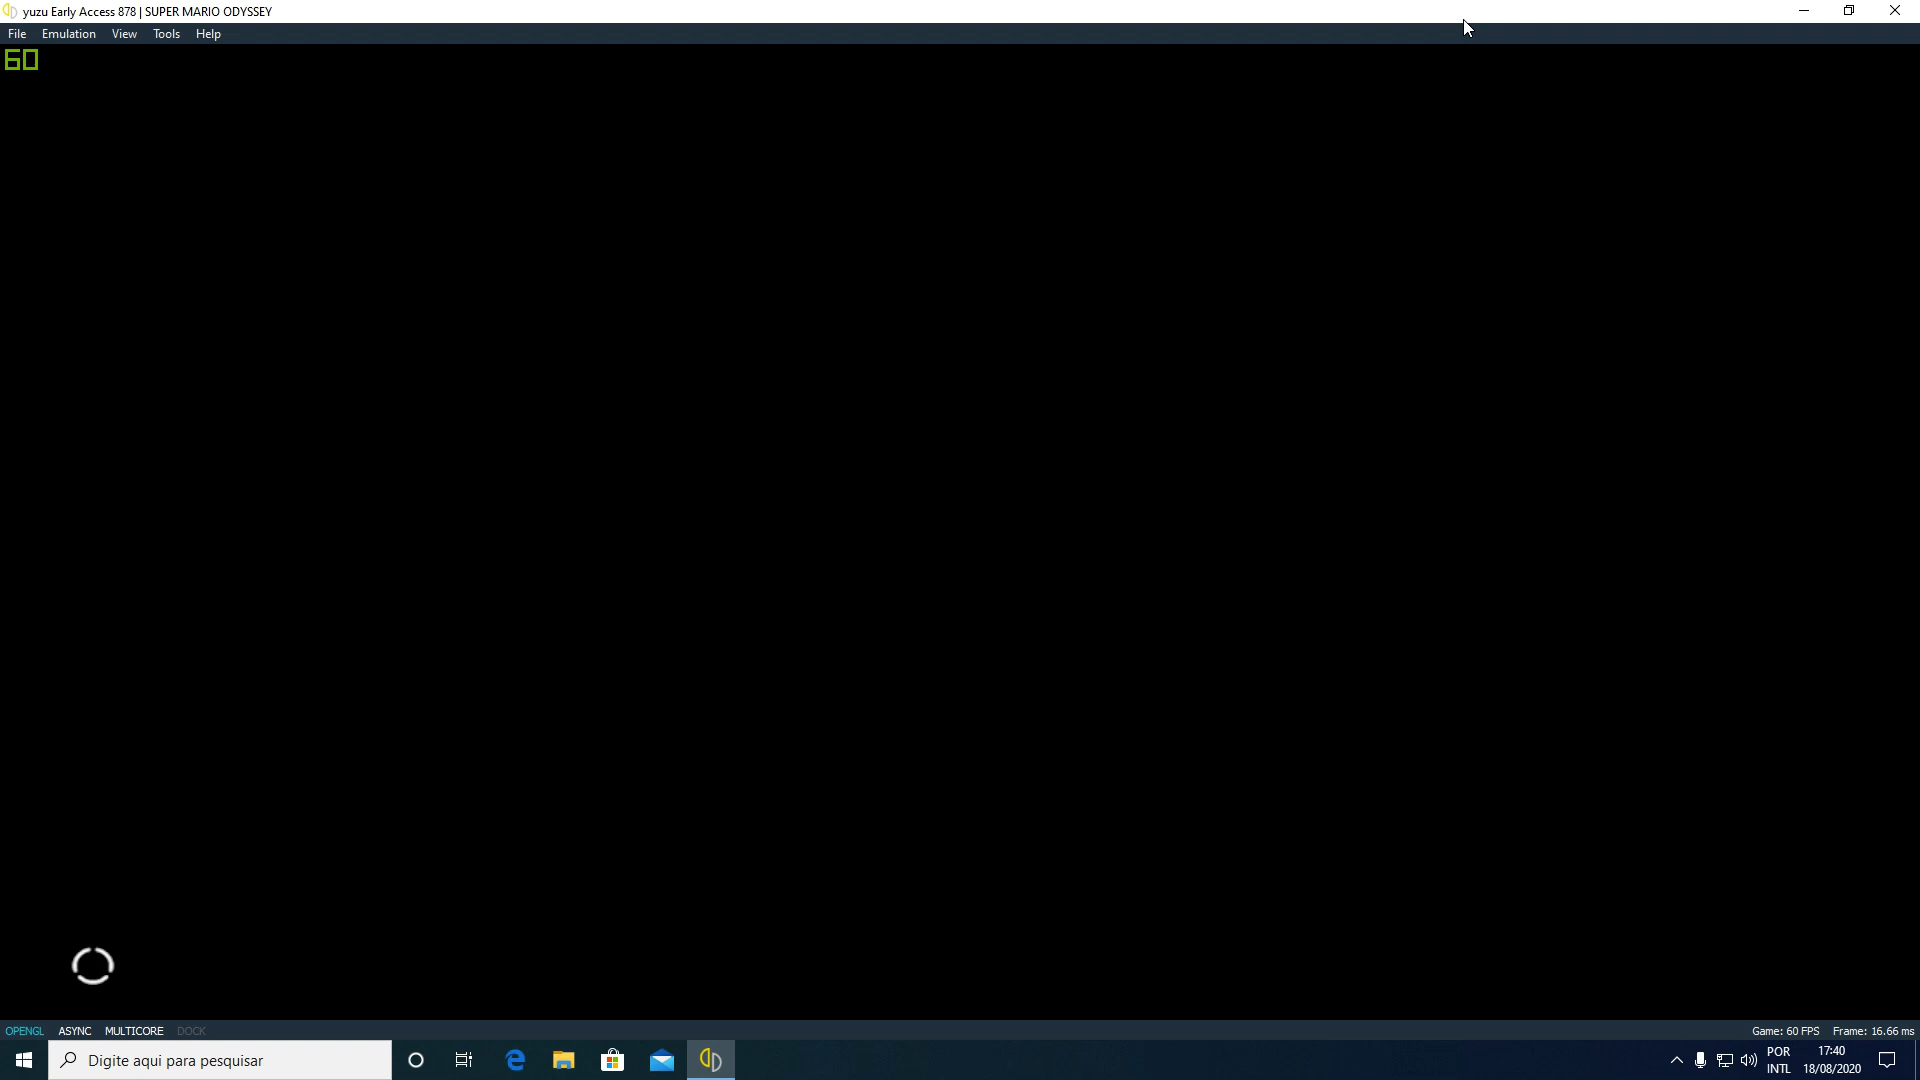 yuzu Early Access 878 | SUPER MARIO ODYSSEY
File Emulation View Tools Help
60
OPENGL ASYNC MULTICORE DOCK
Game: 60 FPS Frame: 16.66 ms
Digite aqui para pesquisar
POR
INTL
17:40
18/08/2020